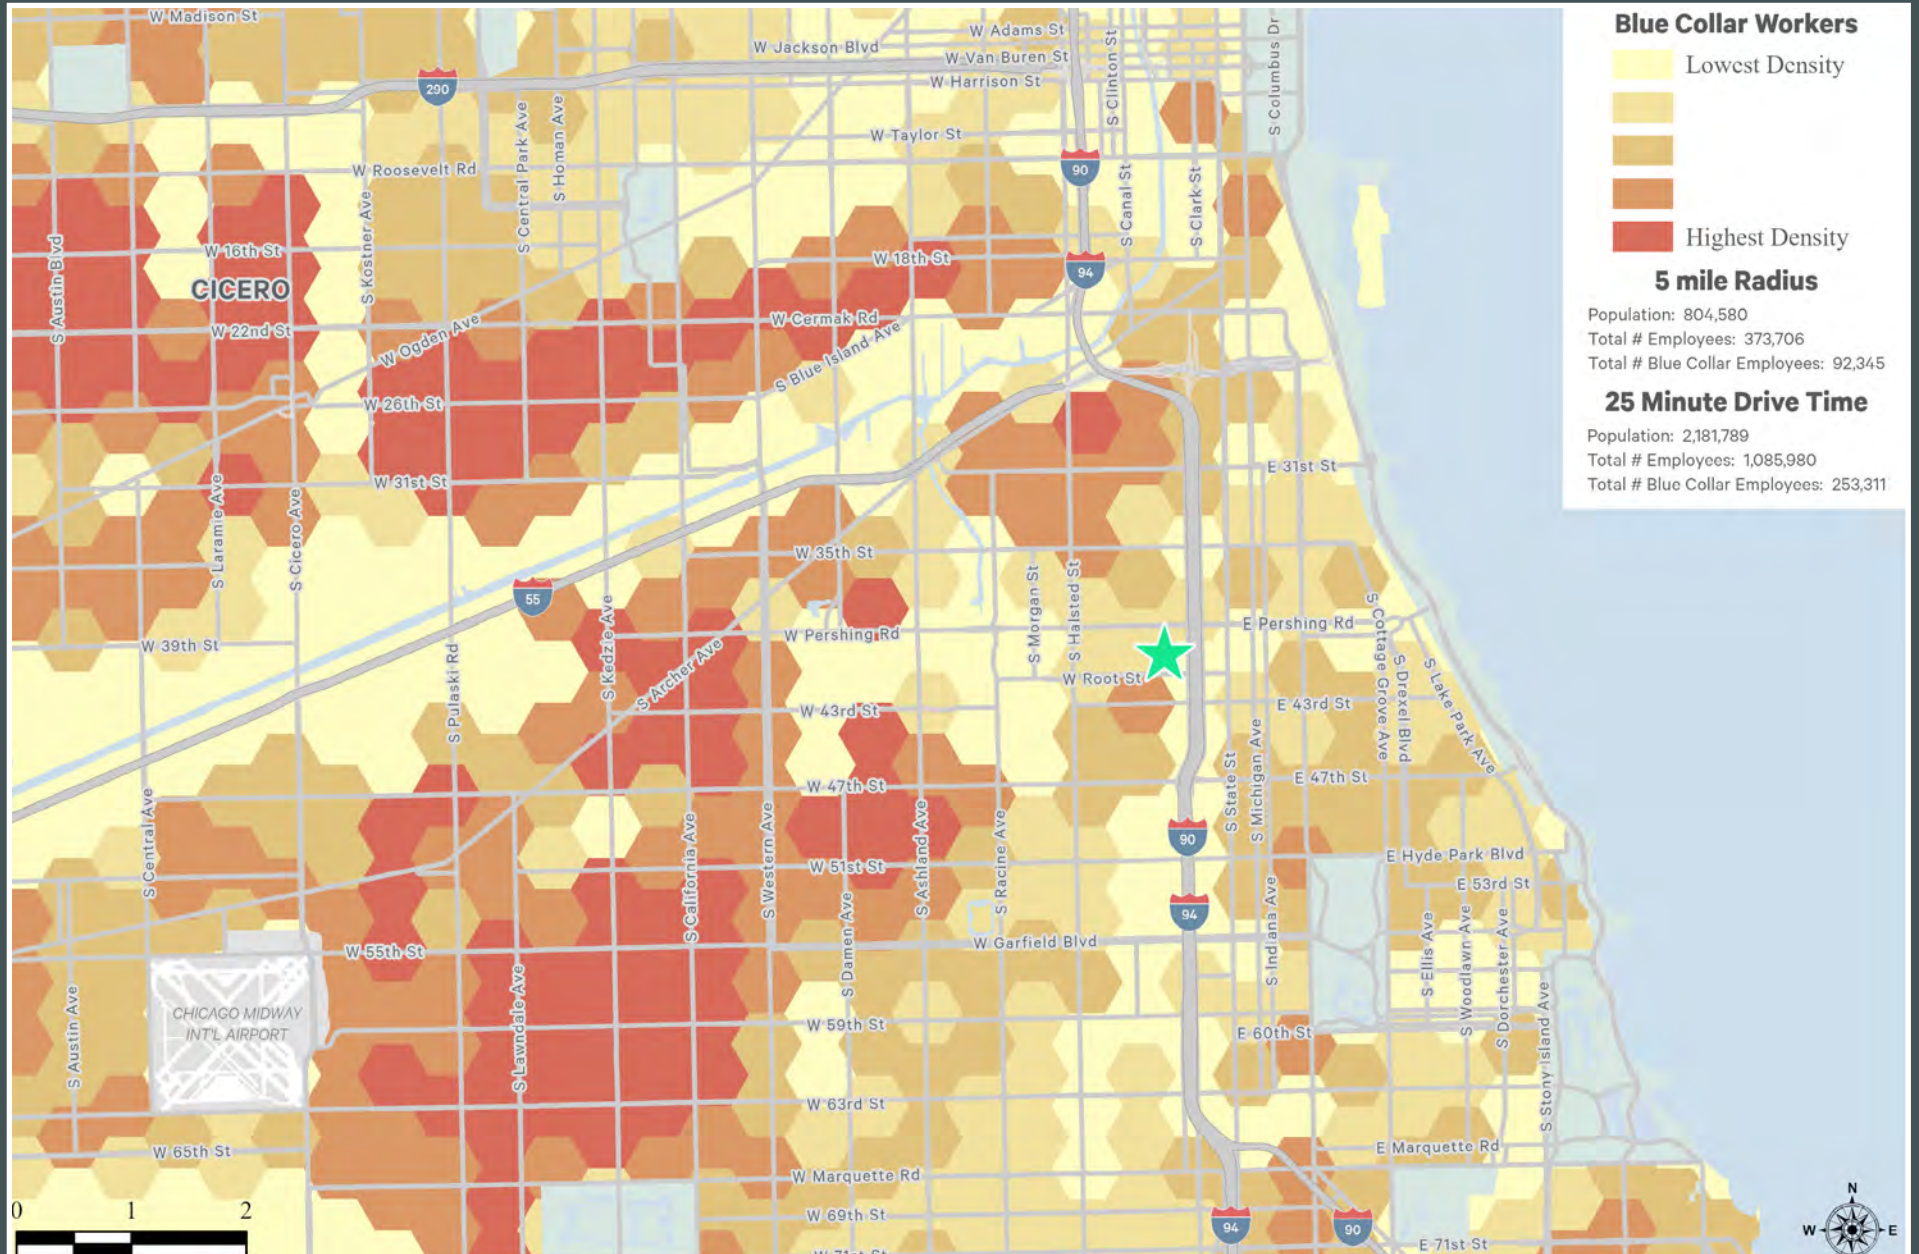 W Madison St
W Jackson Blvd
W Adams St
W Van Buren St
W Harrison St
S Clinton St
S Columbus Dr
290
W Taylor St
W Roosevelt Rd
S Central Park Ave
S Homan Ave
90
S Canal St
S Clark St
S Austin Blvd
W 16th St
S Kostner Ave
CICERO
W 18th St
94
W 22nd St
W Ogden Ave
W Cermak Rd
S Blue Island Ave
W 26th St
W 31st St
E 31st St
S Laramie Ave
S Cicero Ave
W 35th St
55
S Kedzie Ave
S Morgan St
S Halsted St
W 39th St
W Pershing Rd
E Pershing Rd
S Pulaski Rd
S Archer Ave
W Root St
S Cottage Grove Ave
S Drexel Blvd
S Lake Park Ave
W 43rd St
E 43rd St
W 47th St
E 47th St
S State St
S Michigan Ave
S Central Ave
S California Ave
S Western Ave
S Ashland Ave
S Racine Ave
90
W 51st St
E Hyde Park Blvd
E 53rd St
94
S Damen Ave
S Indiana Ave
W 55th St
W Garfield Blvd
S Ellis Ave
S Woodlawn Ave
S Dorchester Ave
S Stony Island Ave
S Austin Ave
CHICAGO MIDWAY
INT'L AIRPORT
S Lawndale Ave
W 59th St
E 60th St
W 63rd St
W 65th St
E Marquette Rd
W Marquette Rd
W 69th St
94
90
W 71st St
E 71st St
0 1 2
N
W E
Blue Collar Workers
Lowest Density
Highest Density
5 mile Radius
Population: 804,580
Total # Employees: 373,706
Total # Blue Collar Employees: 92,345
25 Minute Drive Time
Population: 2,181,789
Total # Employees: 1,085,980
Total # Blue Collar Employees: 253,311